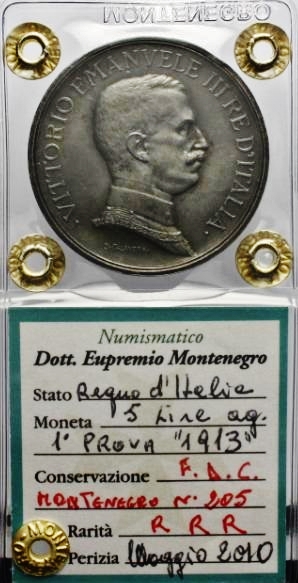 MONTENEGRO
· VITTORIO EMANVELE III RE D'ITALIA ·
Numismatico
Dott. Eupremio Montenegro
Stato Regno d'Italia
Moneta 5 Lire ag.
1° PROVA "1913"
Conservazione F.D.C.
MONTENEGRO N° 205
Rarità R R R
Perizia Maggio 2010